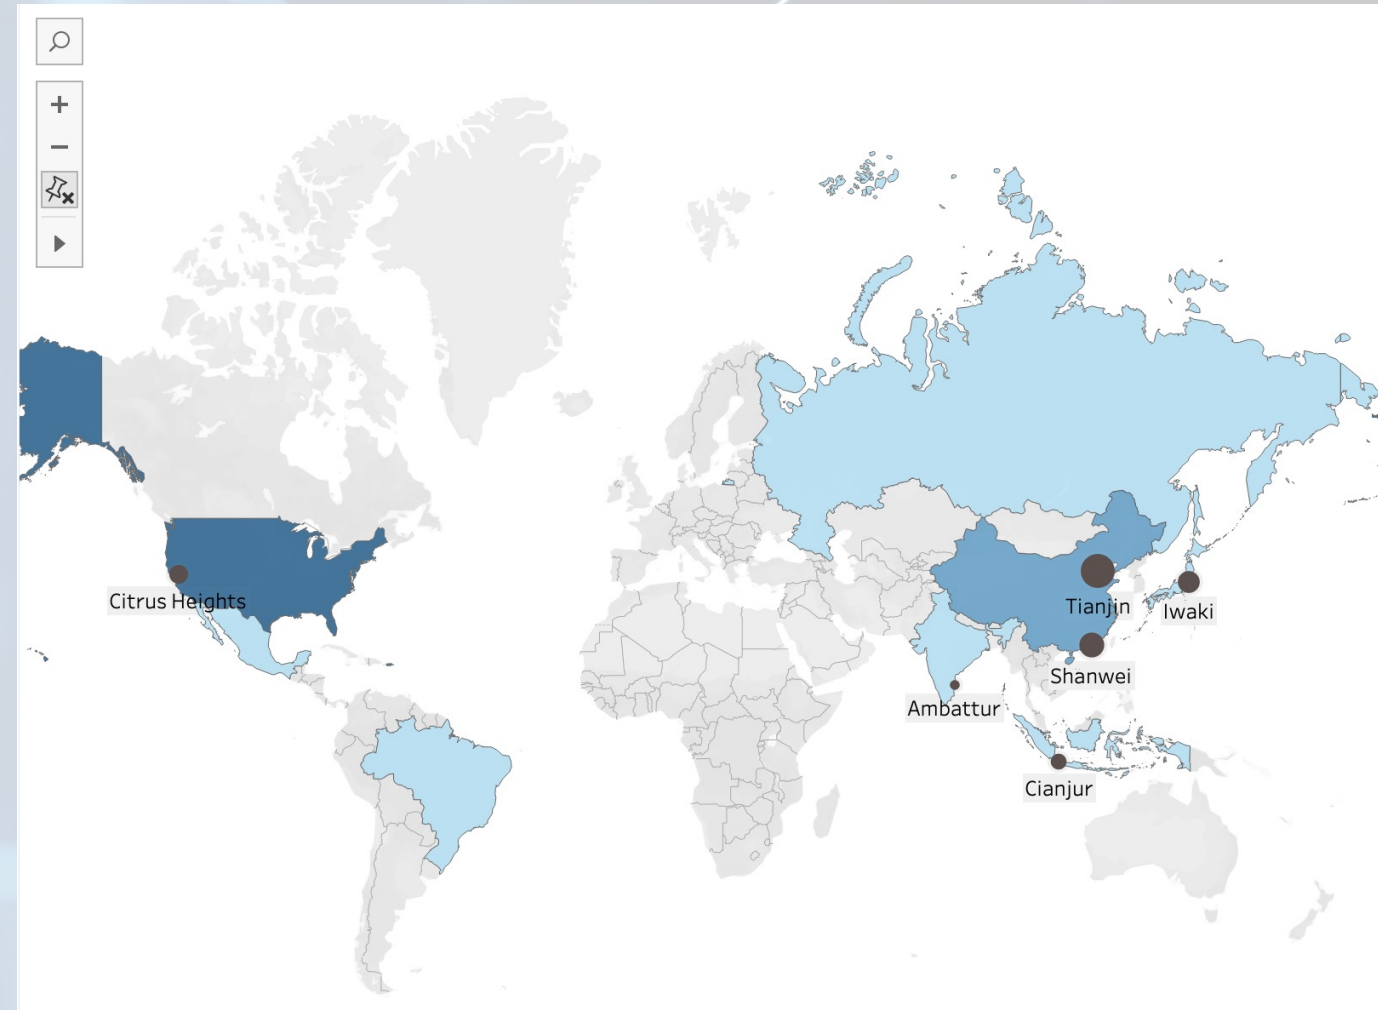 Citrus Heights
Tianjin
Iwaki
Shanwei
Ambattur
Cianjur